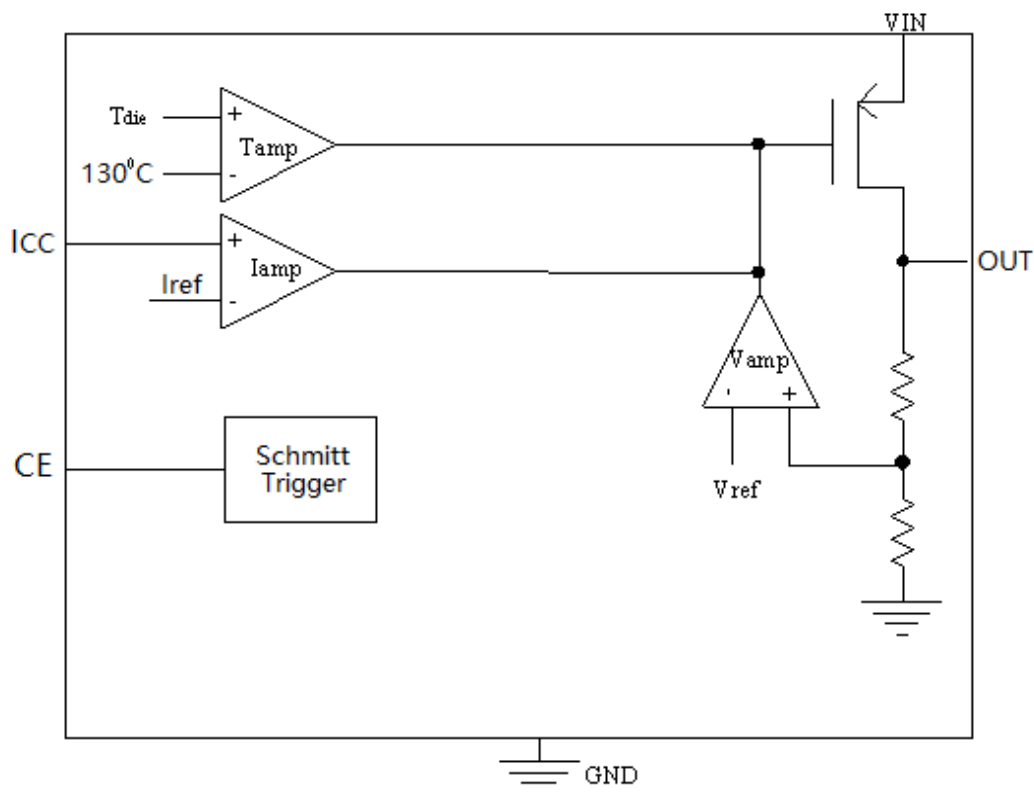 VIN
Tdie
+
Tamp
130⁰C
-
ICC
+
Iamp
Iref
-
OUT
Vamp
-
+
Vref
CE
Schmitt
Trigger
GND